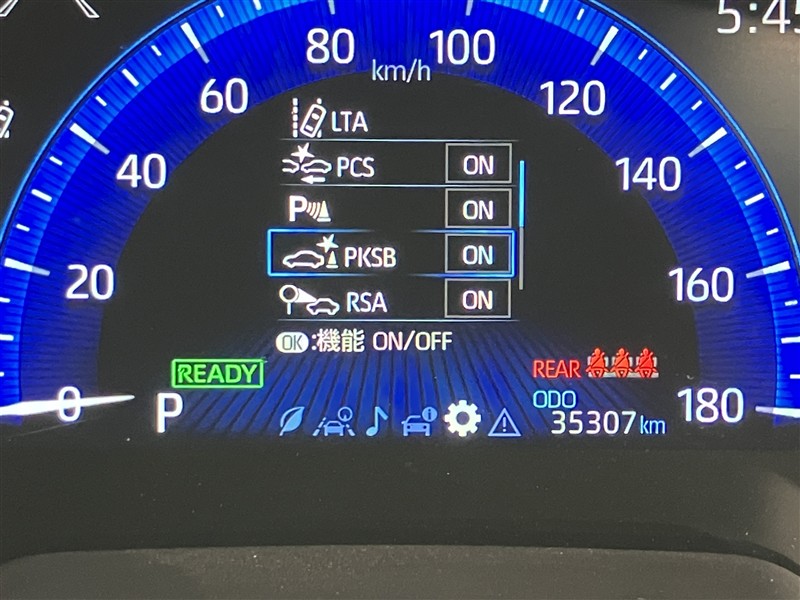 5:45
80
100
km/h
60
120
LTA
40
140
PCS ON
P ON
PKSB ON
20
160
RSA ON
OK:機能 ON/OFF
READY
REAR
0
P
ODO
180
35307 km